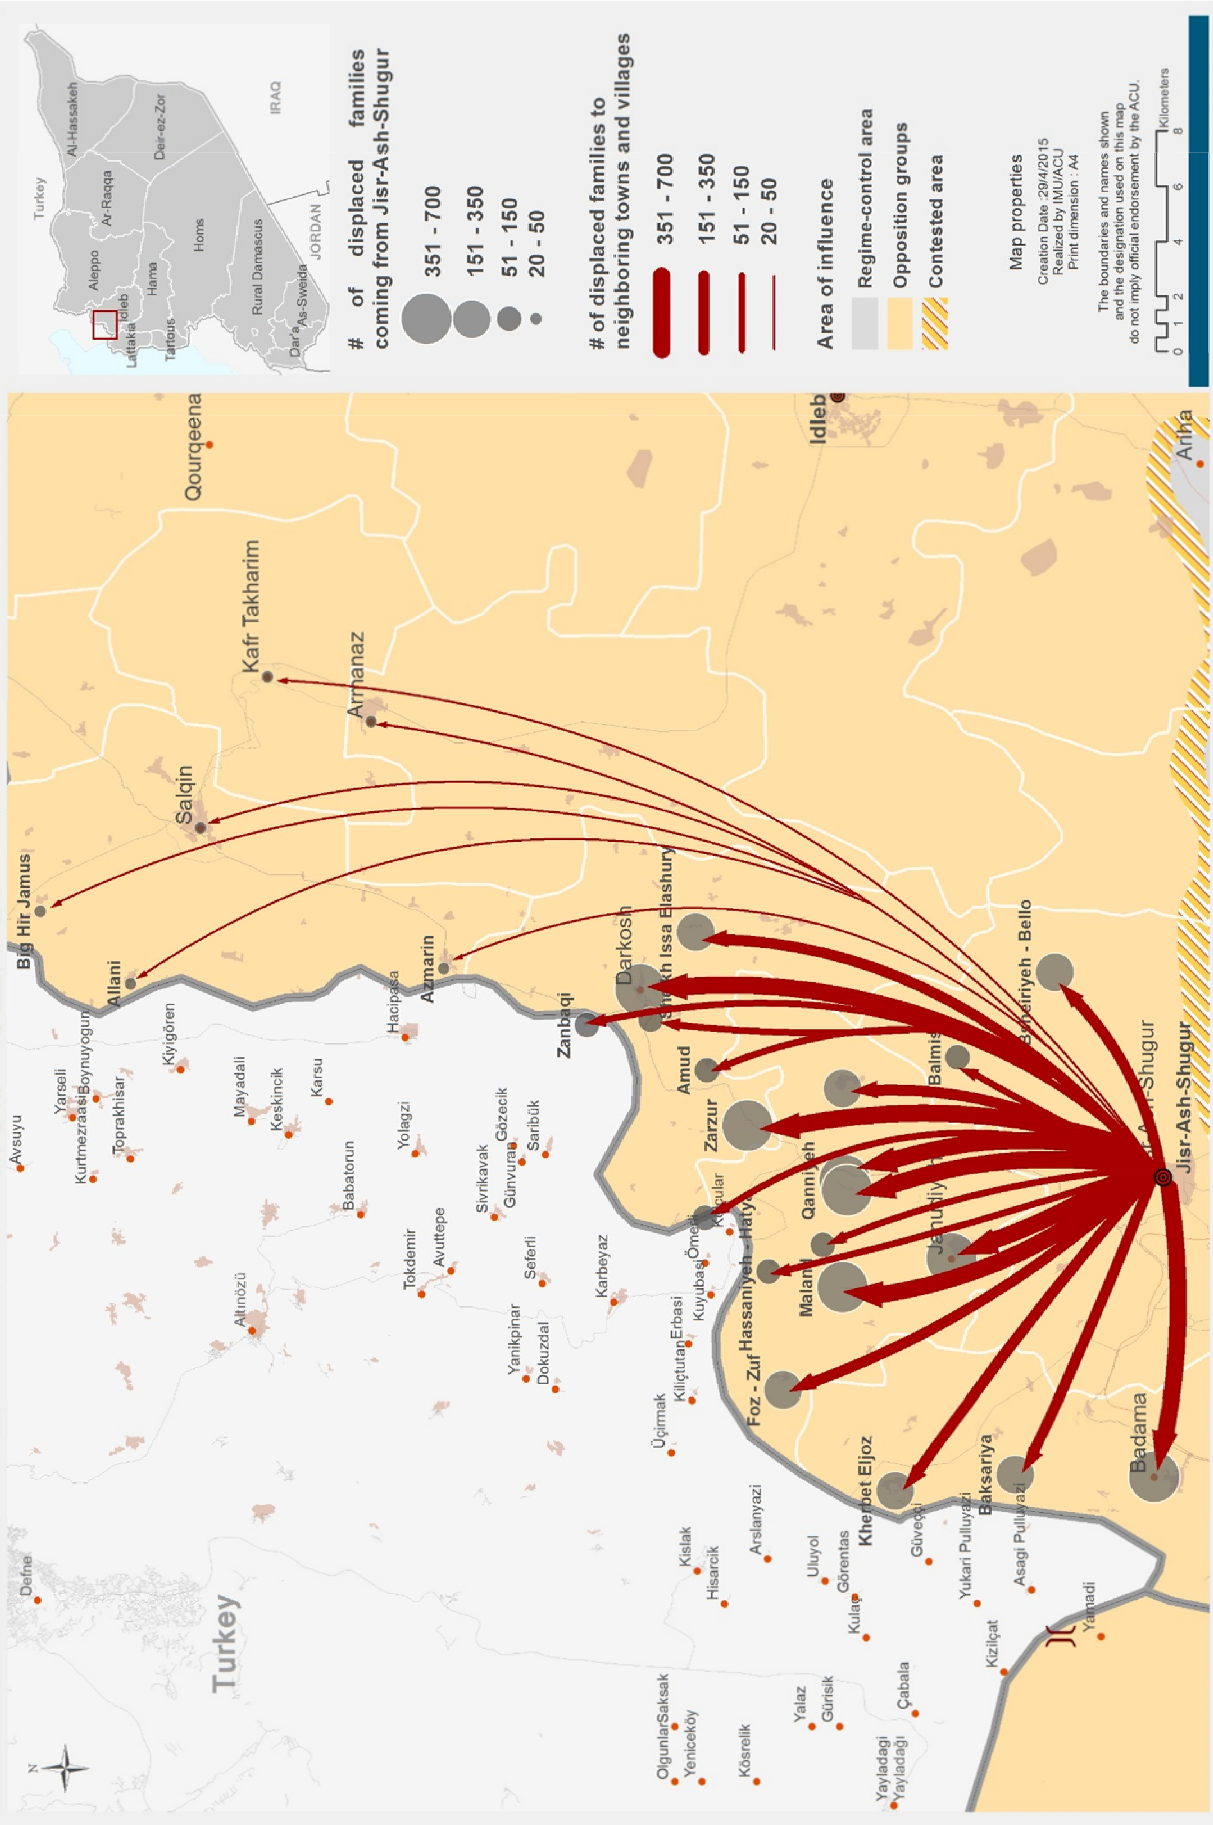 Turkey
IRAQ
JORDAN
Al-Hassakeh
Ar-Raqqa
Deir-ez-Zor
Aleppo
Idleb
Lattakia
Hama
Tartous
Homs
Rural Damascus
Dar'a
As-Sweida
# of displaced families
coming from Jisr-Ash-Shugur
351 - 700
151 - 350
51 - 150
20 - 50
# of displaced families to
neighboring towns and villages
351 - 700
151 - 350
51 - 150
20 - 50
Area of influence
Regime-control area
Opposition groups
Contested area
Map properties
Creation Date :29/4/2015
Realized by IMU/ACU
Print dimension : A4
The boundaries and names shown
and the designation used on this map
do not imply official endorsement by the ACU.
0 1 2 4 6 8
Kilometers
N
Turkey
Defne
Avsuyu
Yarseli
Kurtmezraasi
Boynuyogun
Toprakhisar
Kiyigören
Mayadali
Keskincik
Karsu
Hacipasa
Babatorun
Yolagzi
Altınözü
Tokdemir
Avuttepe
Sivrikavak
Günvuran
Gözecik
Saribük
Seferli
Yanikpinar
Dokuzdal
Karbeyaz
Üçirmak
Kiliçtutan
Erbasi
Kuyubasi
Kislak
Hisarcik
Arslanyazi
Uluyol
Görentas
Kulaç
Güveçci
Yukari Pulluyazi
Asagi Pulluyazi
Yamadi
Kizilçat
Olgunlar
Saksak
Yeniceköy
Kösrelik
Yalaz
Gürisik
Çabala
Yayladagi
Yayladağı
Big Hir Jamus
Allani
Salqin
Kafr Takharim
Armanaz
Qourqeena
Azmarin
Zanbaqi
Darkosh
Idleb
Ariha
Amud
Zarzur
Qanniyeh
Hassaniyeh - Hatya
Maland
Foz - Zuf
Kherbet Eljoz
Baksariya
Badama
Janudiyeh
Balmis
Bsheiriyeh - Bello
Jisr-Ash-Shugur